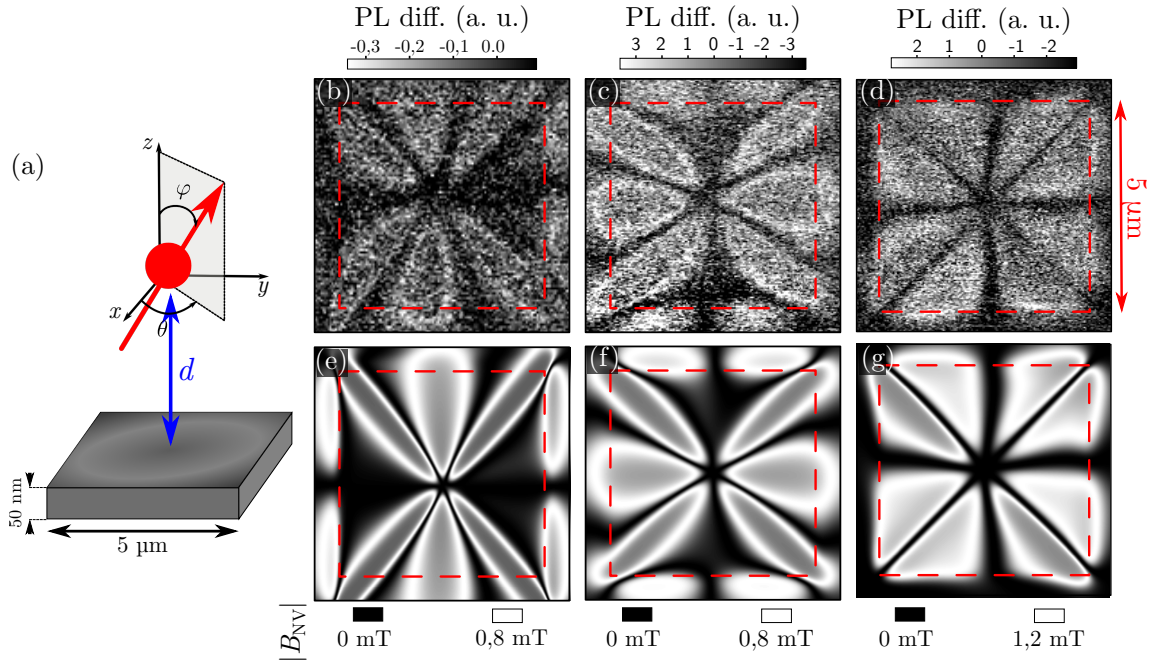 PL diff. (a. u.) PL diff. (a. u.) PL diff. (a. u.)
-0,3 -0,2 -0,1 0.0 3 2 1 0 -1 -2 -3 2 1 0 -1 -2
(b) (c) (d)
(a)
z
φ
y
x
θ
d
5 µm
(e) (f) (g)
50 nm
5 µm
|B_NV|
0 mT 0,8 mT 0 mT 0,8 mT 0 mT 1,2 mT